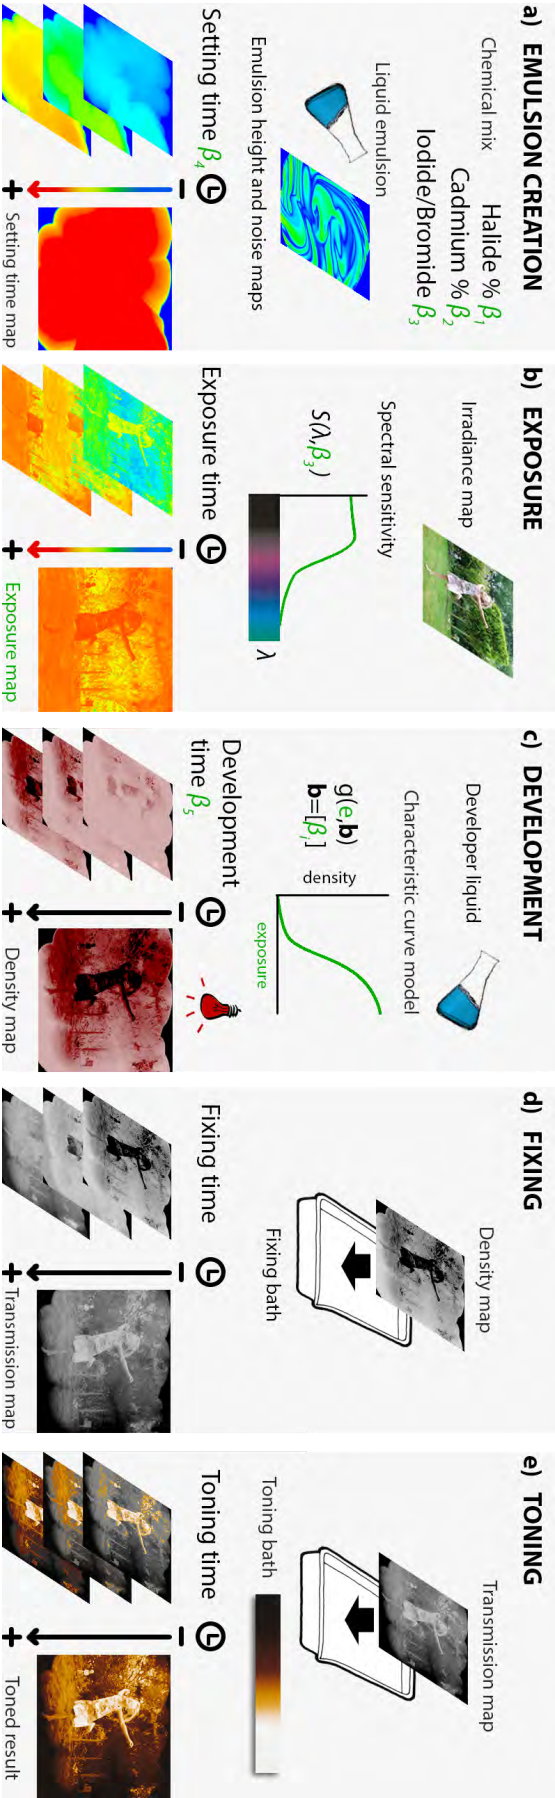 a) EMULSION CREATION
Chemical mix
Halide % β1
Cadmium % β2
Iodide/Bromide β3
Liquid emulsion
Emulsion height and noise maps
Setting time β4
− +
Setting time map
b) EXPOSURE
Irradiance map
Spectral sensitivity
S(λ,β3)
λ
Exposure time
− +
Exposure map
c) DEVELOPMENT
Developer liquid
Characteristic curve model
g(e,b)
b=[βi]
density
exposure
Development
time β5
− +
Density map
d) FIXING
Density map
Fixing bath
Fixing time
− +
Transmission map
e) TONING
Transmission map
Toning bath
Toning time
− +
Toned result